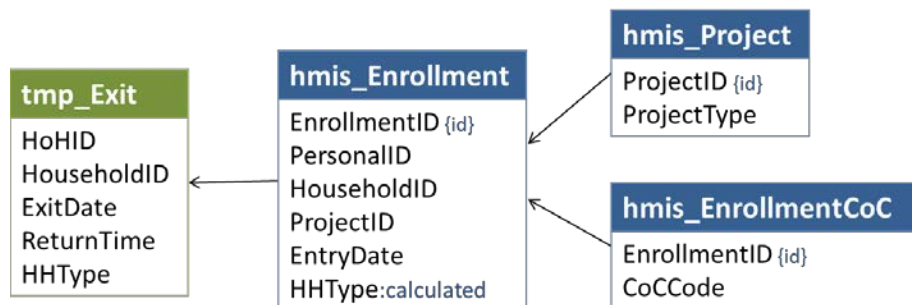 tmp_Exit
HoHID
HouseholdID
ExitDate
ReturnTime
HHType
hmis_Enrollment
EnrollmentID {id}
PersonalID
HouseholdID
ProjectID
EntryDate
HHType:calculated
hmis_Project
ProjectID {id}
ProjectType
hmis_EnrollmentCoC
EnrollmentID {id}
CoCCode